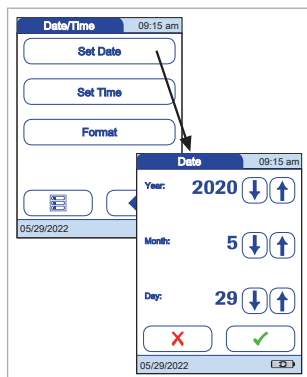 Date/Time 09:15 am
Set Date
Set Time
Format
05/29/2022
Date 09:15 am
Year: 2020
Month: 5
Day: 29
05/29/2022